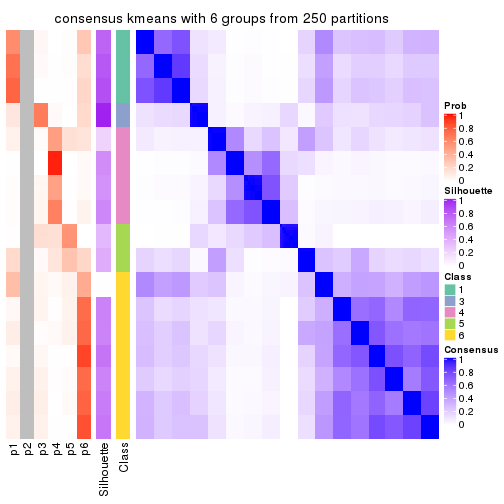 consensus kmeans with 6 groups from 250 partitions
Prob
1
0.8
0.6
0.4
0.2
0
Silhouette
1
0.8
0.6
0.4
0.2
0
Class
1
3
4
5
6
Consensus
1
0.8
0.6
0.4
0.2
0
p1
p2
p3
p4
p5
p6
Silhouette
Class